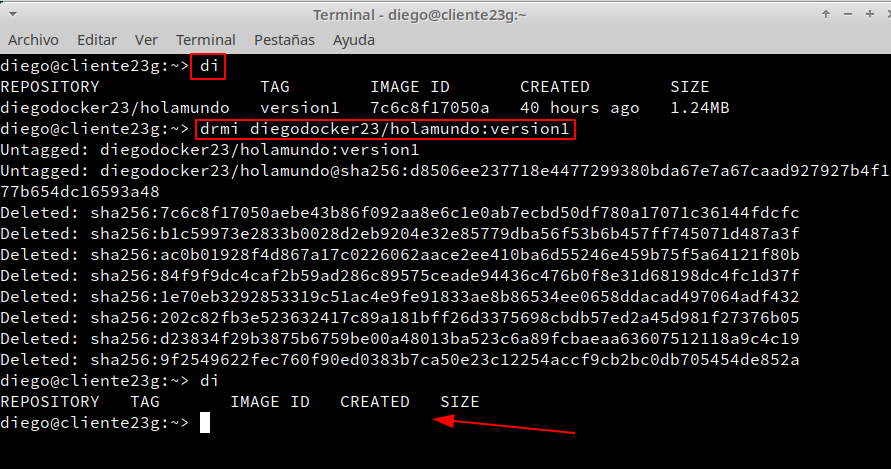 Terminal - diego@cliente23g:~
Archivo Editar Ver Terminal Pestañas Ayuda
diego@cliente23g:~> di
REPOSITORY TAG IMAGE ID CREATED SIZE
diegodocker23/holamundo version1 7c6c8f17050a 40 hours ago 1.24MB
diego@cliente23g:~> drmi diegodocker23/holamundo:version1
Untagged: diegodocker23/holamundo:version1
Untagged: diegodocker23/holamundo@sha256:d8506ee237718e4477299380bda67e7a67caad927927b4f1
77b654dc16593a48
Deleted: sha256:7c6c8f17050aebe43b86f092aa8e6c1e0ab7ecbd50df780a17071c36144fdcfc
Deleted: sha256:b1c59973e2833b0028d2eb9204e32e85779dba56f53b6b457ff745071d487a3f
Deleted: sha256:ac0b01928f4d867a17c0226062aace2ee410ba6d55246e459b75f5a64121f80b
Deleted: sha256:84f9f9dc4caf2b59ad286c89575ceade94436c476b0f8e31d68198dc4fc1d37f
Deleted: sha256:1e70eb3292853319c51ac4e9fe91833ae8b86534ee0658ddacad497064adf432
Deleted: sha256:202c82fb3e523632417c89a181bff26d3375698cbdb57ed2a45d981f27376b05
Deleted: sha256:d23834f29b3875b6759be00a48013ba523c6a89fcbaeaa63607512118a9c4c19
Deleted: sha256:9f2549622fec760f90ed0383b7ca50e23c12254accf9cb2bc0db705454de852a
diego@cliente23g:~> di
REPOSITORY TAG IMAGE ID CREATED SIZE
diego@cliente23g:~>